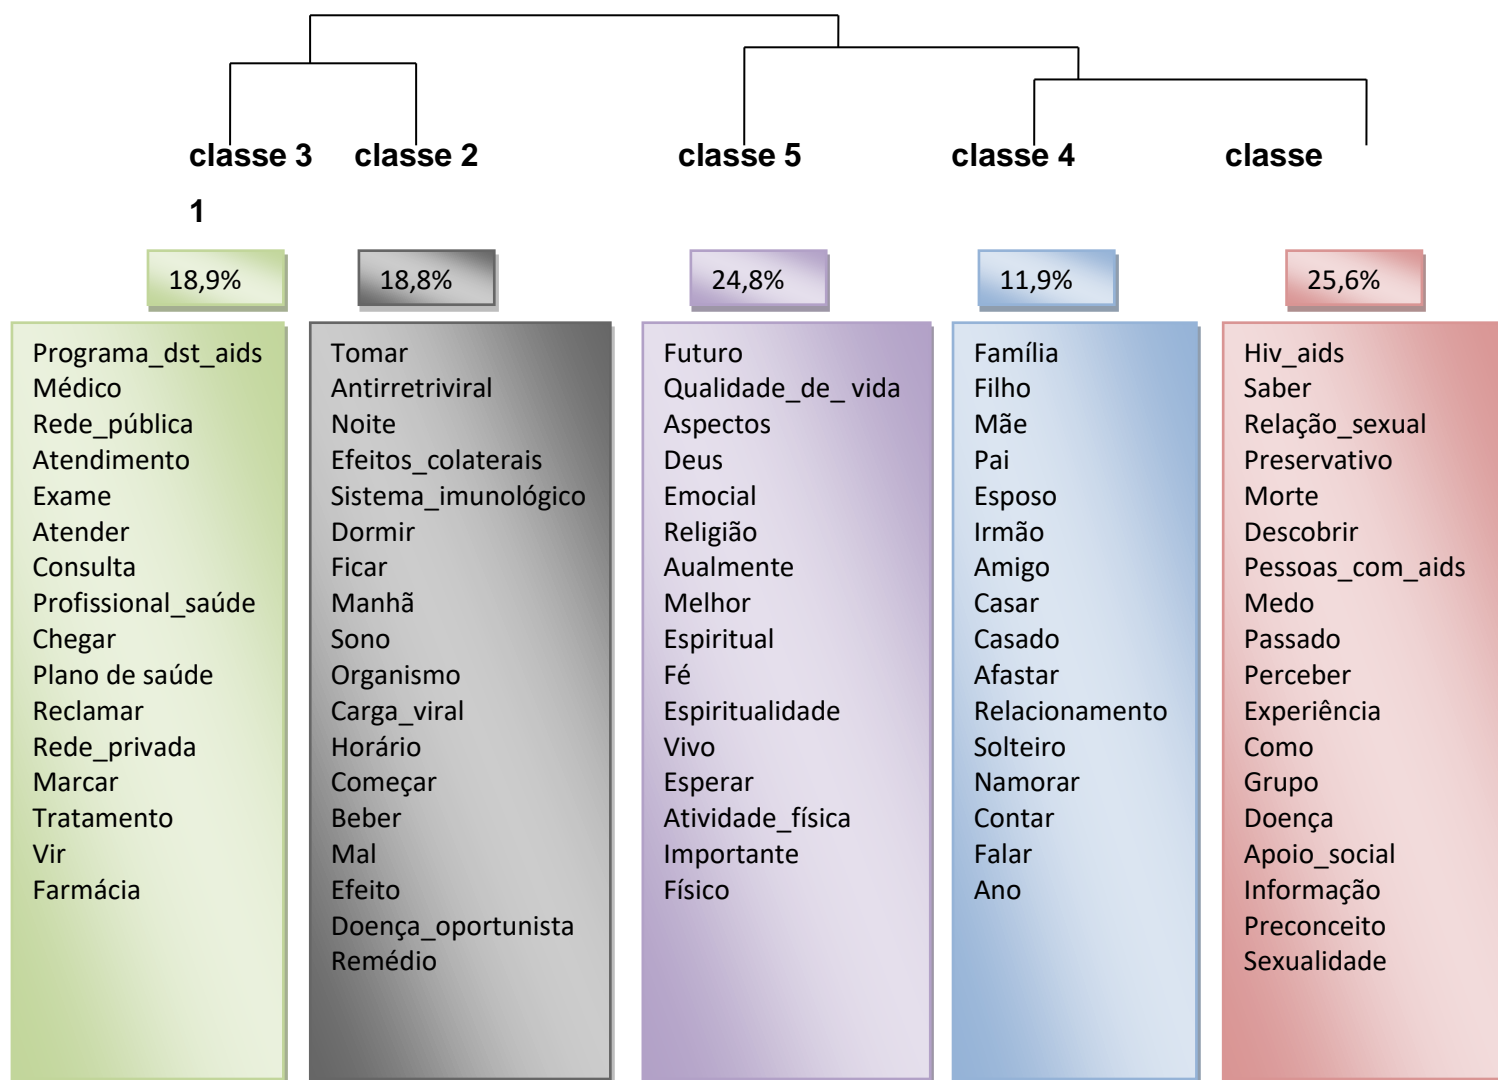 classe 3 classe 2 classe 5 classe 4 classe
1
18,9% 18,8% 24,8% 11,9% 25,6%
Programa_dst_aids
Médico
Rede_pública
Atendimento
Exame
Atender
Consulta
Profissional_saúde
Chegar
Plano de saúde
Reclamar
Rede_privada
Marcar
Tratamento
Vir
Farmácia
Tomar
Antirretriviral
Noite
Efeitos_colaterais
Sistema_imunológico
Dormir
Ficar
Manhã
Sono
Organismo
Carga_viral
Horário
Começar
Beber
Mal
Efeito
Doença_oportunista
Remédio
Futuro
Qualidade_de_ vida
Aspectos
Deus
Emocial
Religião
Aualmente
Melhor
Espiritual
Fé
Espiritualidade
Vivo
Esperar
Atividade_física
Importante
Físico
Família
Filho
Mãe
Pai
Esposo
Irmão
Amigo
Casar
Casado
Afastar
Relacionamento
Solteiro
Namorar
Contar
Falar
Ano
Hiv_aids
Saber
Relação_sexual
Preservativo
Morte
Descobrir
Pessoas_com_aids
Medo
Passado
Perceber
Experiência
Como
Grupo
Doença
Apoio_social
Informação
Preconceito
Sexualidade